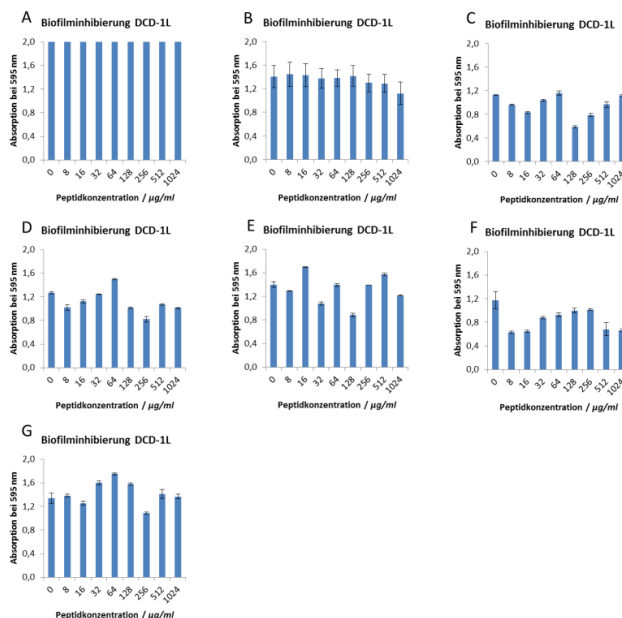 A
Biofilminhibierung DCD-1L
Absorption bei 595 nm
2,0
1,6
1,2
0,8
0,4
0,0
0 8 16 32 64 128 256 512 1024
Peptidkonzentration / µg/ml
B
Biofilminhibierung DCD-1L
Absorption bei 595 nm
2,0
1,6
1,2
0,8
0,4
0,0
0 8 16 32 64 128 256 512 1024
Peptidkonzentration / µg/ml
C
Biofilminhibierung DCD-1L
Absorption bei 595 nm
2,0
1,6
1,2
0,8
0,4
0,0
0 8 16 32 64 128 256 512 1024
Peptidkonzentration / µg/ml
D
Biofilminhibierung DCD-1L
Absorption bei 595 nm
2,0
1,6
1,2
0,8
0,4
0,0
0 8 16 32 64 128 256 512 1024
Peptidkonzentration / µg/ml
E
Biofilminhibierung DCD-1L
Absorption bei 595 nm
2,0
1,6
1,2
0,8
0,4
0,0
0 8 16 32 64 128 256 512 1024
Peptidkonzentration / µg/ml
F
Biofilminhibierung DCD-1L
Absorption bei 595 nm
2,0
1,6
1,2
0,8
0,4
0,0
0 8 16 32 64 128 256 512 1024
Peptidkonzentration / µg/ml
G
Biofilminhibierung DCD-1L
Absorption bei 595 nm
2,0
1,6
1,2
0,8
0,4
0,0
0 8 16 32 64 128 256 512 1024
Peptidkonzentration / µg/ml